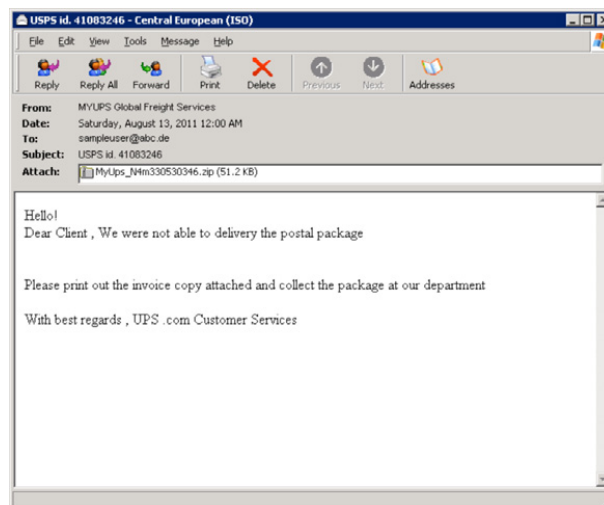 USPS id. 41083246 - Central European (ISO)
File Edit View Tools Message Help
Reply Reply All Forward Print Delete Previous Next Addresses
From: MYUPS Global Freight Services
Date: Saturday, August 13, 2011 12:00 AM
To: sampleuser@abc.de
Subject: USPS id. 41083246
Attach: MyUps_N4m330530346.zip (51.2 KB)
Hello!
Dear Client , We were not able to delivery the postal package
Please print out the invoice copy attached and collect the package at our department
With best regards , UPS .com Customer Services